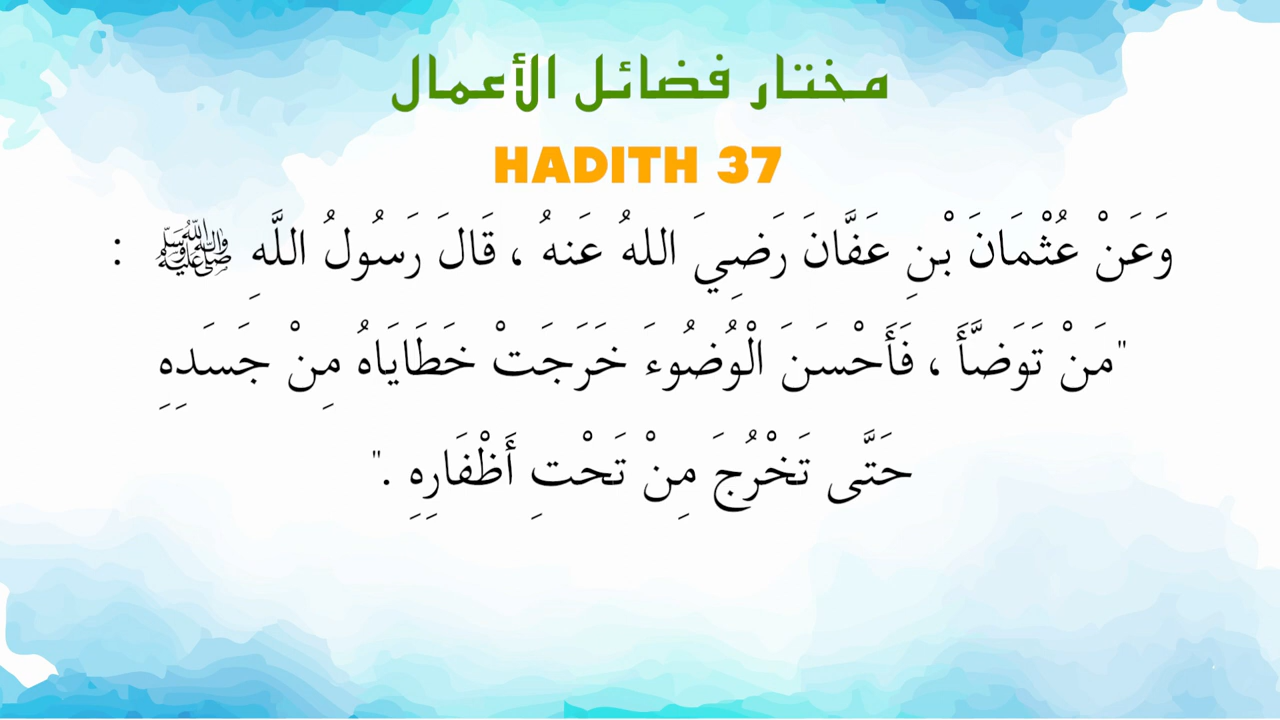 مختار فضائل الأعمال
HADITH 37
وَعَنْ عُثْمَانَ بْنِ عَفَّانَ رَضِيَ اللهُ عَنهُ ، قَالَ رَسُولُ اللَّهِ ﷺ :
"مَنْ تَوَضَّأَ ، فَأَحْسَنَ الْوُضُوءَ خَرَجَتْ خَطَايَاهُ مِنْ جَسَدِهِ
حَتَّى تَخْرُجَ مِنْ تَحْتِ أَظْفَارِهِ ."